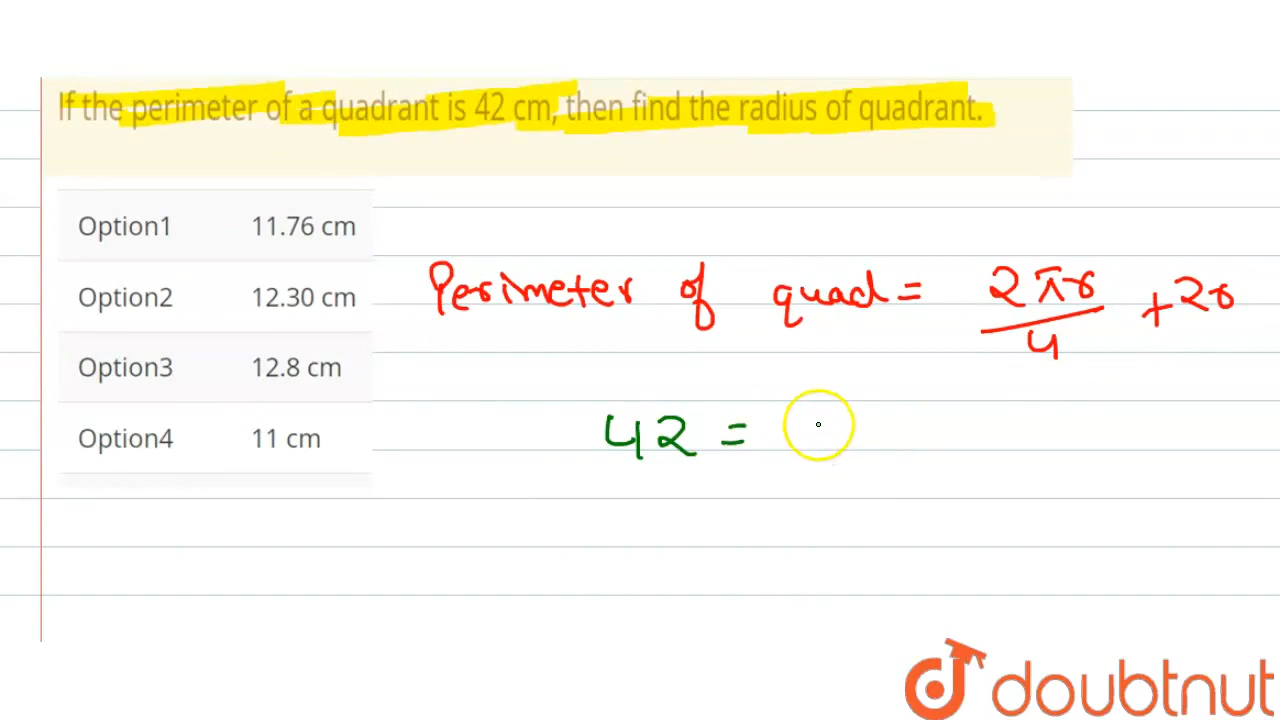 If the perimeter of a quadrant is 42 cm, then find the radius of quadrant.
Option1 11.76 cm
Option2 12.30 cm
Option3 12.8 cm
Option4 11 cm
Perimeter of quad = 2πr/4 + 2r
42 =
doubtnut